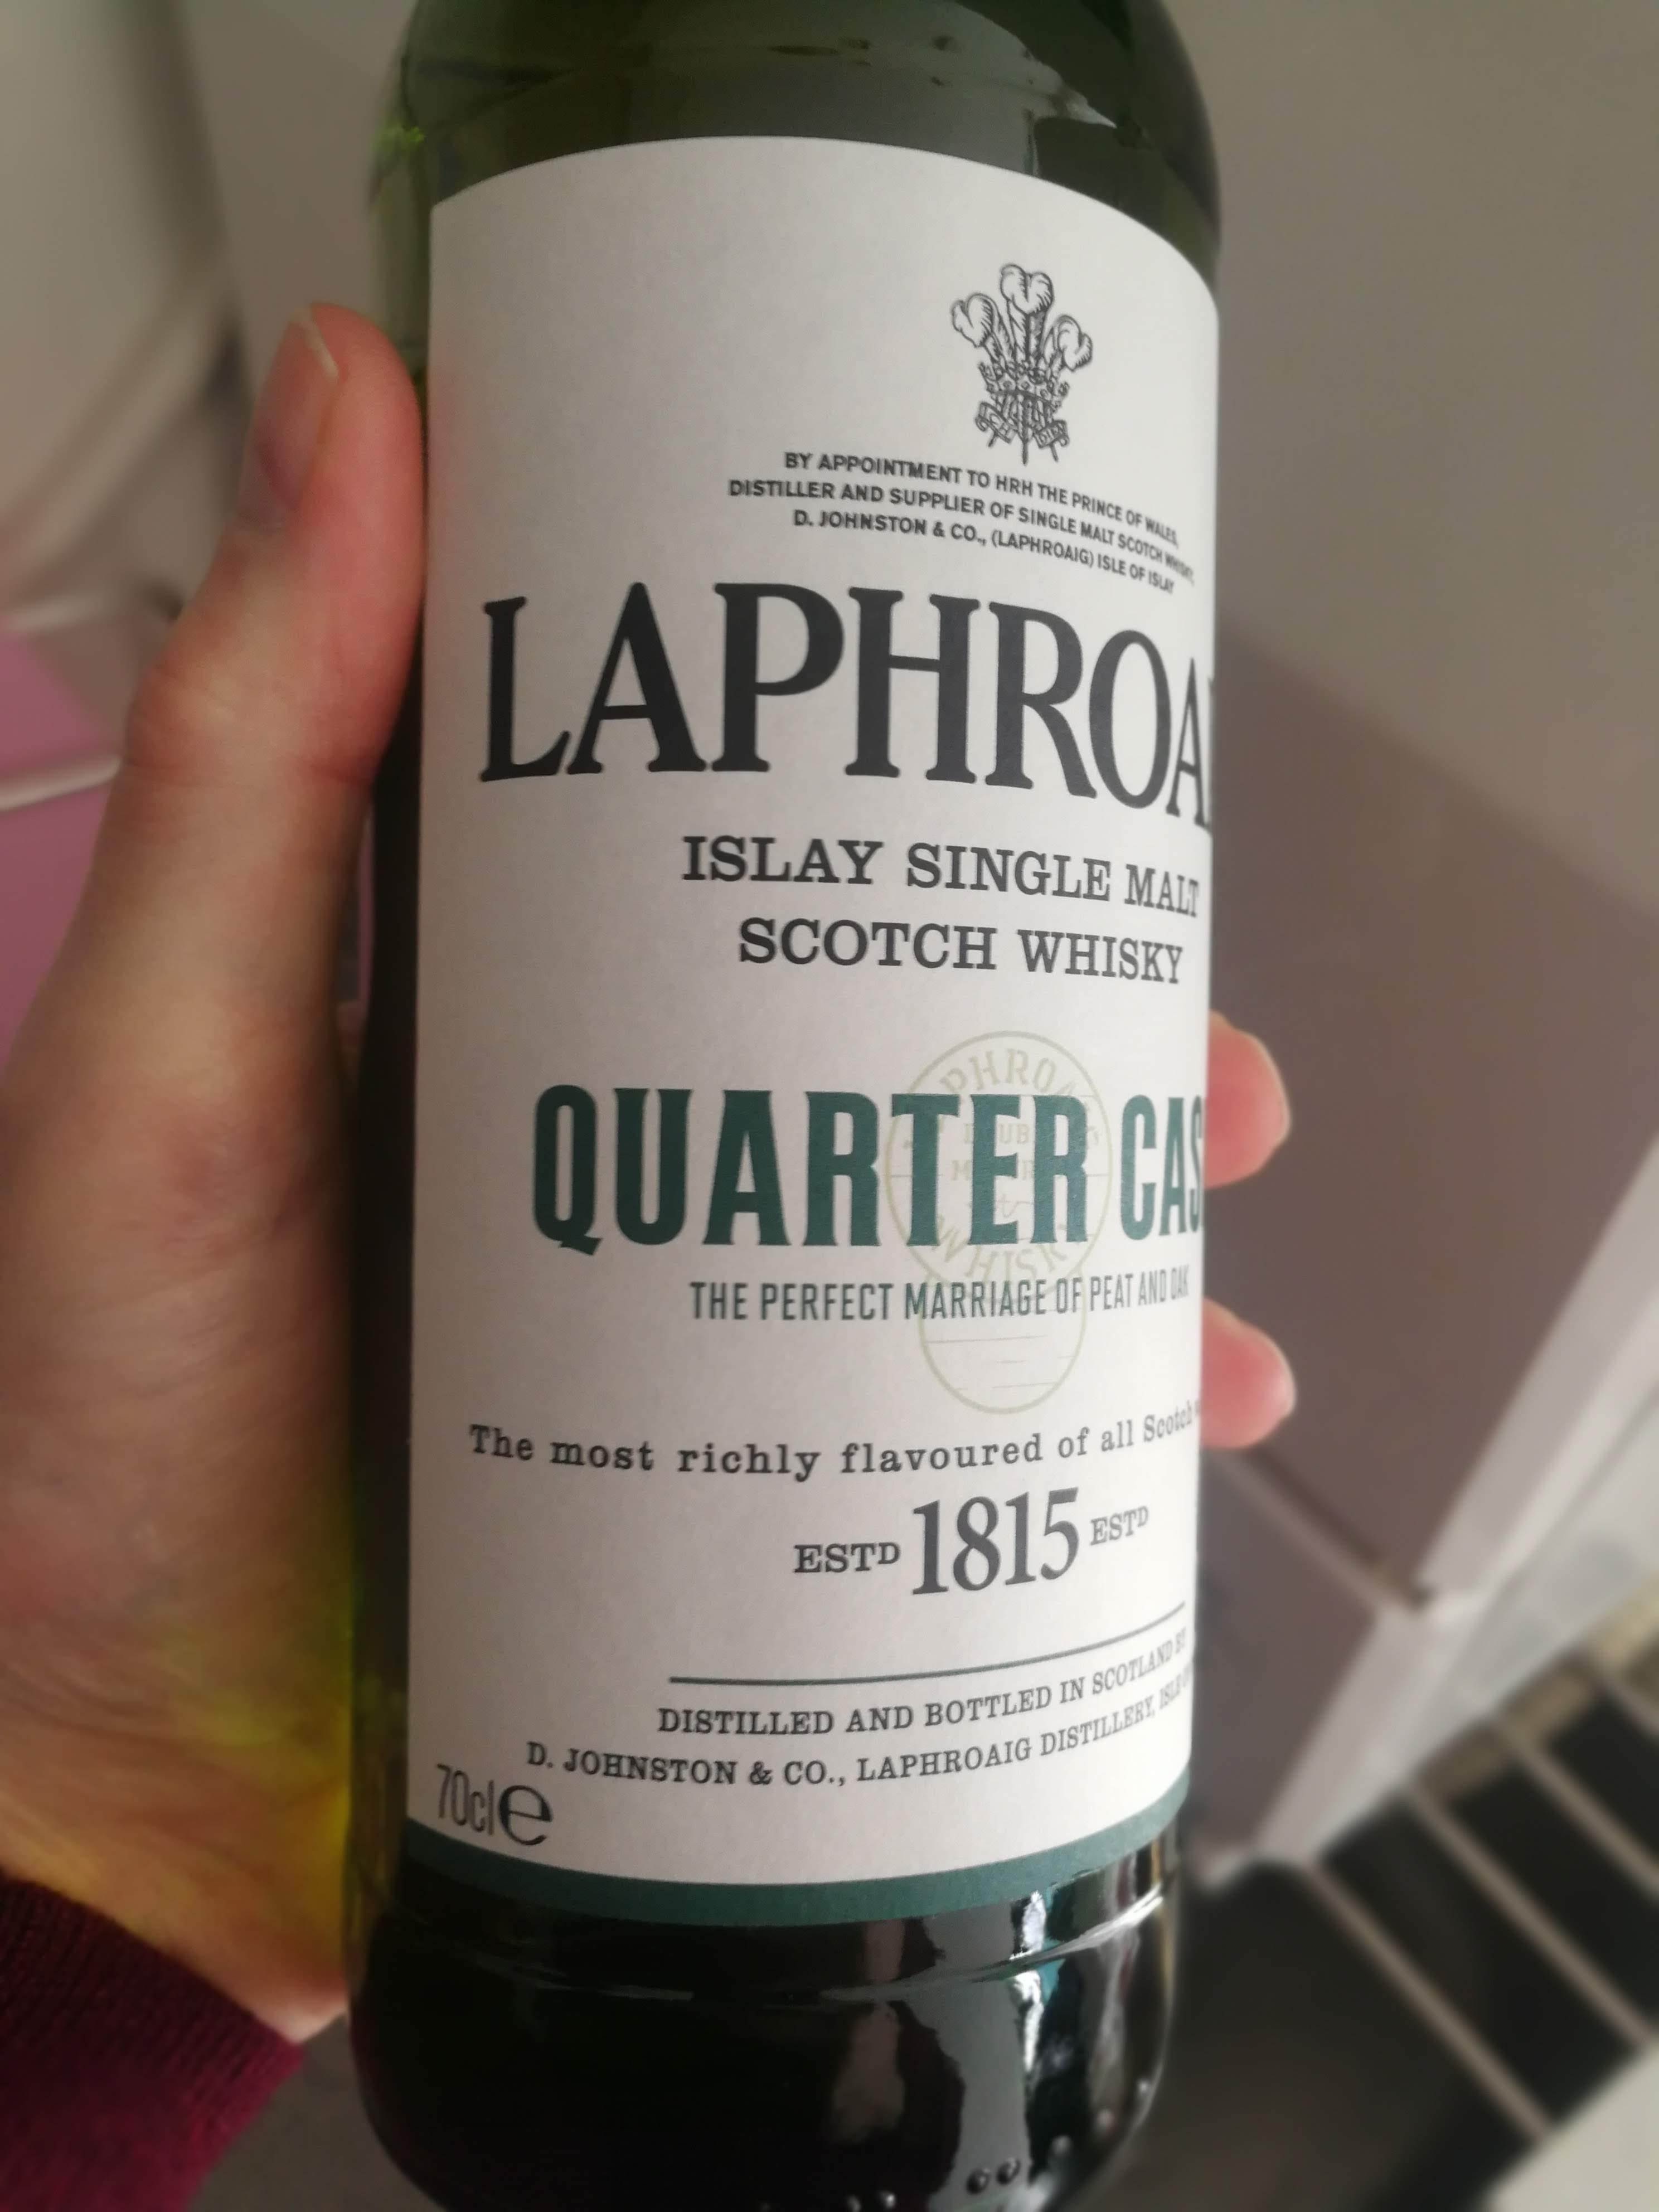 BY APPOINTMENT TO HRH THE PRINCE OF WALES,
DISTILLER AND SUPPLIER OF SINGLE MALT SCOTCH WHISKY,
D. JOHNSTON & CO., (LAPHROAIG) ISLE OF ISLAY
LAPHROA
ISLAY SINGLE MALT
SCOTCH WHISKY
QUARTER CAS
THE PERFECT MARRIAGE OF PEAT AND OAK
The most richly flavoured of all Scotch
ESTD 1815 ESTD
DISTILLED AND BOTTLED IN SCOTLAND BY
D. JOHNSTON & CO., LAPHROAIG DISTILLERY, ISLE
70cl e